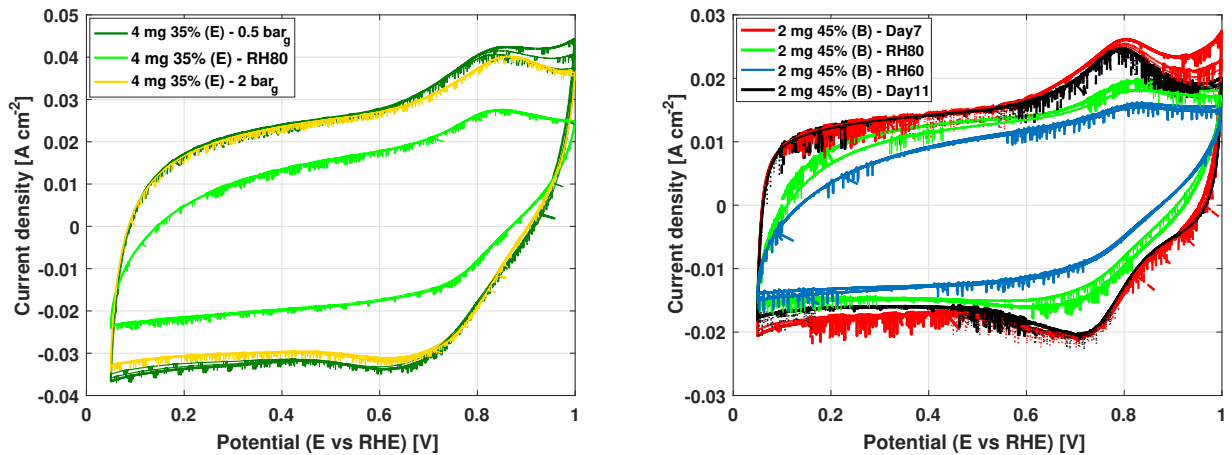 0.05
0.04
0.03
0.02
0.01
0
-0.01
-0.02
-0.03
0.04
Current density [A cm-2]
4 mg 35% (E) - 0.5 barg
4 mg 35% (E) - RH80
4 mg 35% (E) - 2 barg
0 0.2 0.4 0.6 0.8 1
Potential (E vs RHE) [V]
0.03
0.02
0.01
0
-0.01
-0.02
0.03
Current density [A cm-2]
2 mg 45% (B) - Day7
2 mg 45% (B) - RH80
2 mg 45% (B) - RH60
2 mg 45% (B) - Day11
0 0.2 0.4 0.6 0.8 1
Potential (E vs RHE) [V]